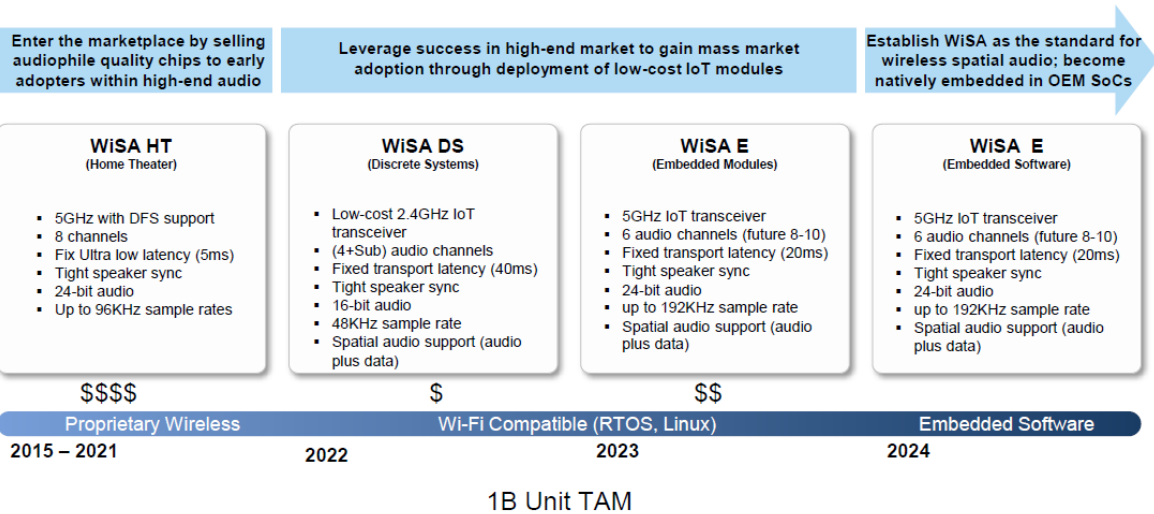 Enter the marketplace by selling
audiophile quality chips to early
adopters within high-end audio
Leverage success in high-end market to gain mass market
adoption through deployment of low-cost IoT modules
Establish WiSA as the standard for
wireless spatial audio; become
natively embedded in OEM SoCs
WiSA HT
(Home Theater)
▪ 5GHz with DFS support
▪ 8 channels
▪ Fix Ultra low latency (5ms)
▪ Tight speaker sync
▪ 24-bit audio
▪ Up to 96KHz sample rates
WiSA DS
(Discrete Systems)
▪ Low-cost 2.4GHz IoT
transceiver
▪ (4+Sub) audio channels
▪ Fixed transport latency (40ms)
▪ Tight speaker sync
▪ 16-bit audio
▪ 48KHz sample rate
▪ Spatial audio support (audio
plus data)
WiSA E
(Embedded Modules)
▪ 5GHz IoT transceiver
▪ 6 audio channels (future 8-10)
▪ Fixed transport latency (20ms)
▪ Tight speaker sync
▪ 24-bit audio
▪ up to 192KHz sample rate
▪ Spatial audio support (audio
plus data)
WiSA E
(Embedded Software)
▪ 5GHz IoT transceiver
▪ 6 audio channels (future 8-10)
▪ Fixed transport latency (20ms)
▪ Tight speaker sync
▪ 24-bit audio
▪ up to 192KHz sample rate
▪ Spatial audio support (audio
plus data)
$$$$
$
$$
Proprietary Wireless
Wi-Fi Compatible (RTOS, Linux)
Embedded Software
2015 – 2021
2022
2023
2024
1B Unit TAM